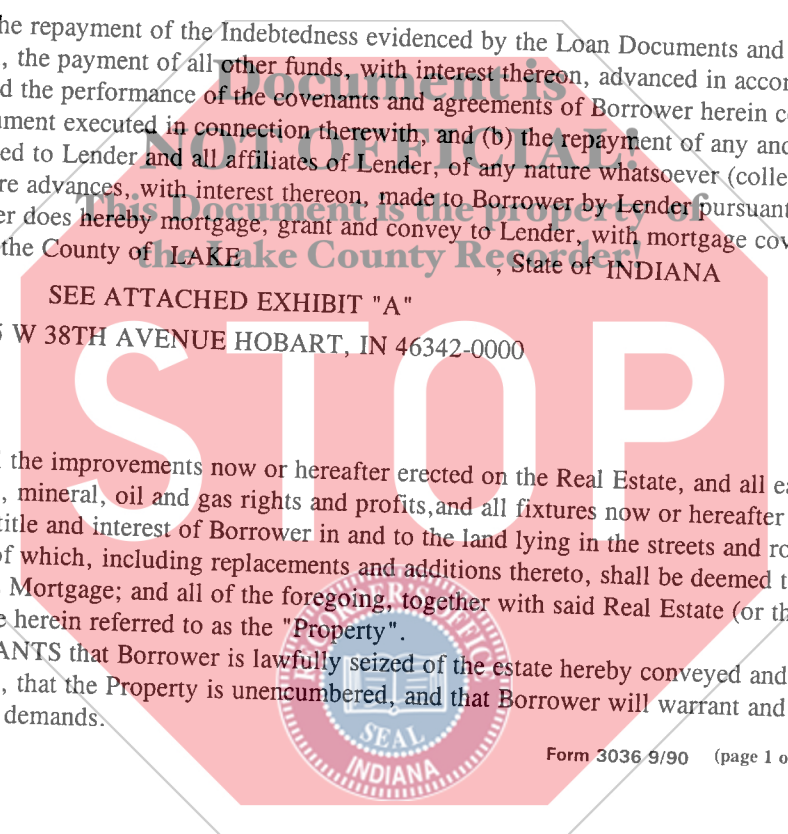 he repayment of the Indebtedness evidenced by the Loan Documents and
, the payment of all other funds, with interest thereon, advanced in accor
Document is
d the performance of the covenants and agreements of Borrower herein c
ument executed in connection therewith, and (b) the repayment of any and
NOT OFFICIAL!
ed to Lender and all affiliates of Lender, of any nature whatsoever (colle
re advances, with interest thereon, made to Borrower by Lender pursuant
This Document is the property of
er does hereby mortgage, grant and convey to Lender, with mortgage cov
the Lake County Recorder!
the County of LAKE , State of INDIANA
SEE ATTACHED EXHIBIT "A"
W 38TH AVENUE HOBART, IN 46342-0000
STOP
the improvements now or hereafter erected on the Real Estate, and all ea
, mineral, oil and gas rights and profits,and all fixtures now or hereafter
title and interest of Borrower in and to the land lying in the streets and ro
of which, including replacements and additions thereto, shall be deemed t
Mortgage; and all of the foregoing, together with said Real Estate (or th
e herein referred to as the "Property".
ANTS that Borrower is lawfully seized of the estate hereby conveyed and
, that the Property is unencumbered, and that Borrower will warrant and
demands.
RECORDER'S OFFICE
SEAL
INDIANA
Form 3036 9/90 (page 1 o